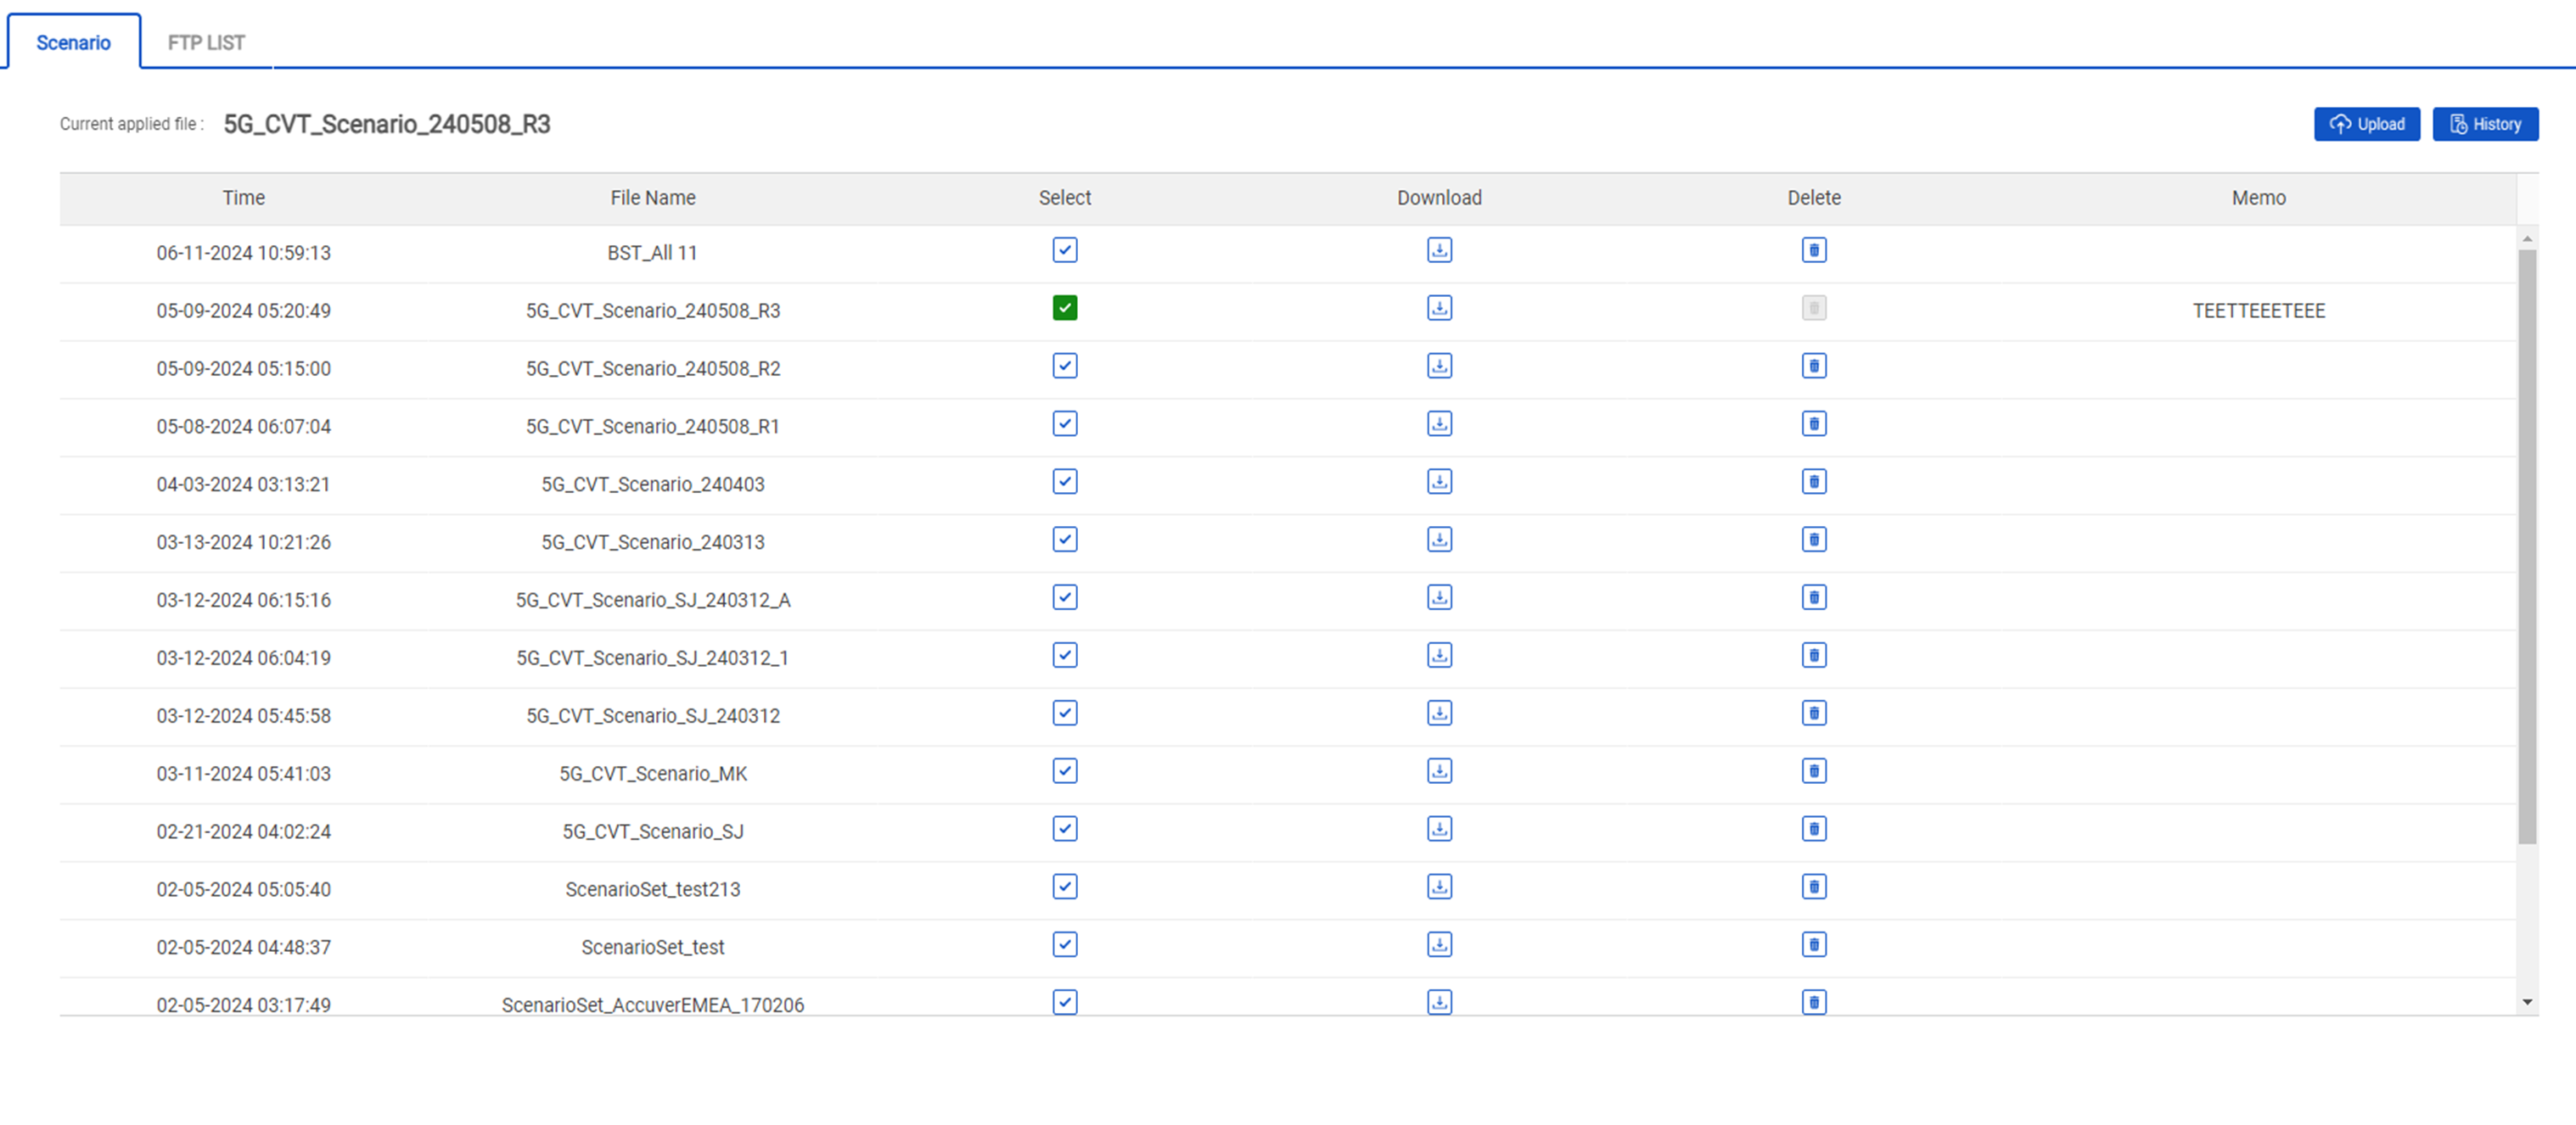 Scenario FTP LIST
Current applied file : 5G_CVT_Scenario_240508_R3 Upload History
Time File Name Select Download Delete Memo
06-11-2024 10:59:13 BST_All 11
05-09-2024 05:20:49 5G_CVT_Scenario_240508_R3 TEETTEEETEEE
05-09-2024 05:15:00 5G_CVT_Scenario_240508_R2
05-08-2024 06:07:04 5G_CVT_Scenario_240508_R1
04-03-2024 03:13:21 5G_CVT_Scenario_240403
03-13-2024 10:21:26 5G_CVT_Scenario_240313
03-12-2024 06:15:16 5G_CVT_Scenario_SJ_240312_A
03-12-2024 06:04:19 5G_CVT_Scenario_SJ_240312_1
03-12-2024 05:45:58 5G_CVT_Scenario_SJ_240312
03-11-2024 05:41:03 5G_CVT_Scenario_MK
02-21-2024 04:02:24 5G_CVT_Scenario_SJ
02-05-2024 05:05:40 ScenarioSet_test213
02-05-2024 04:48:37 ScenarioSet_test
02-05-2024 03:17:49 ScenarioSet_AccuverEMEA_170206